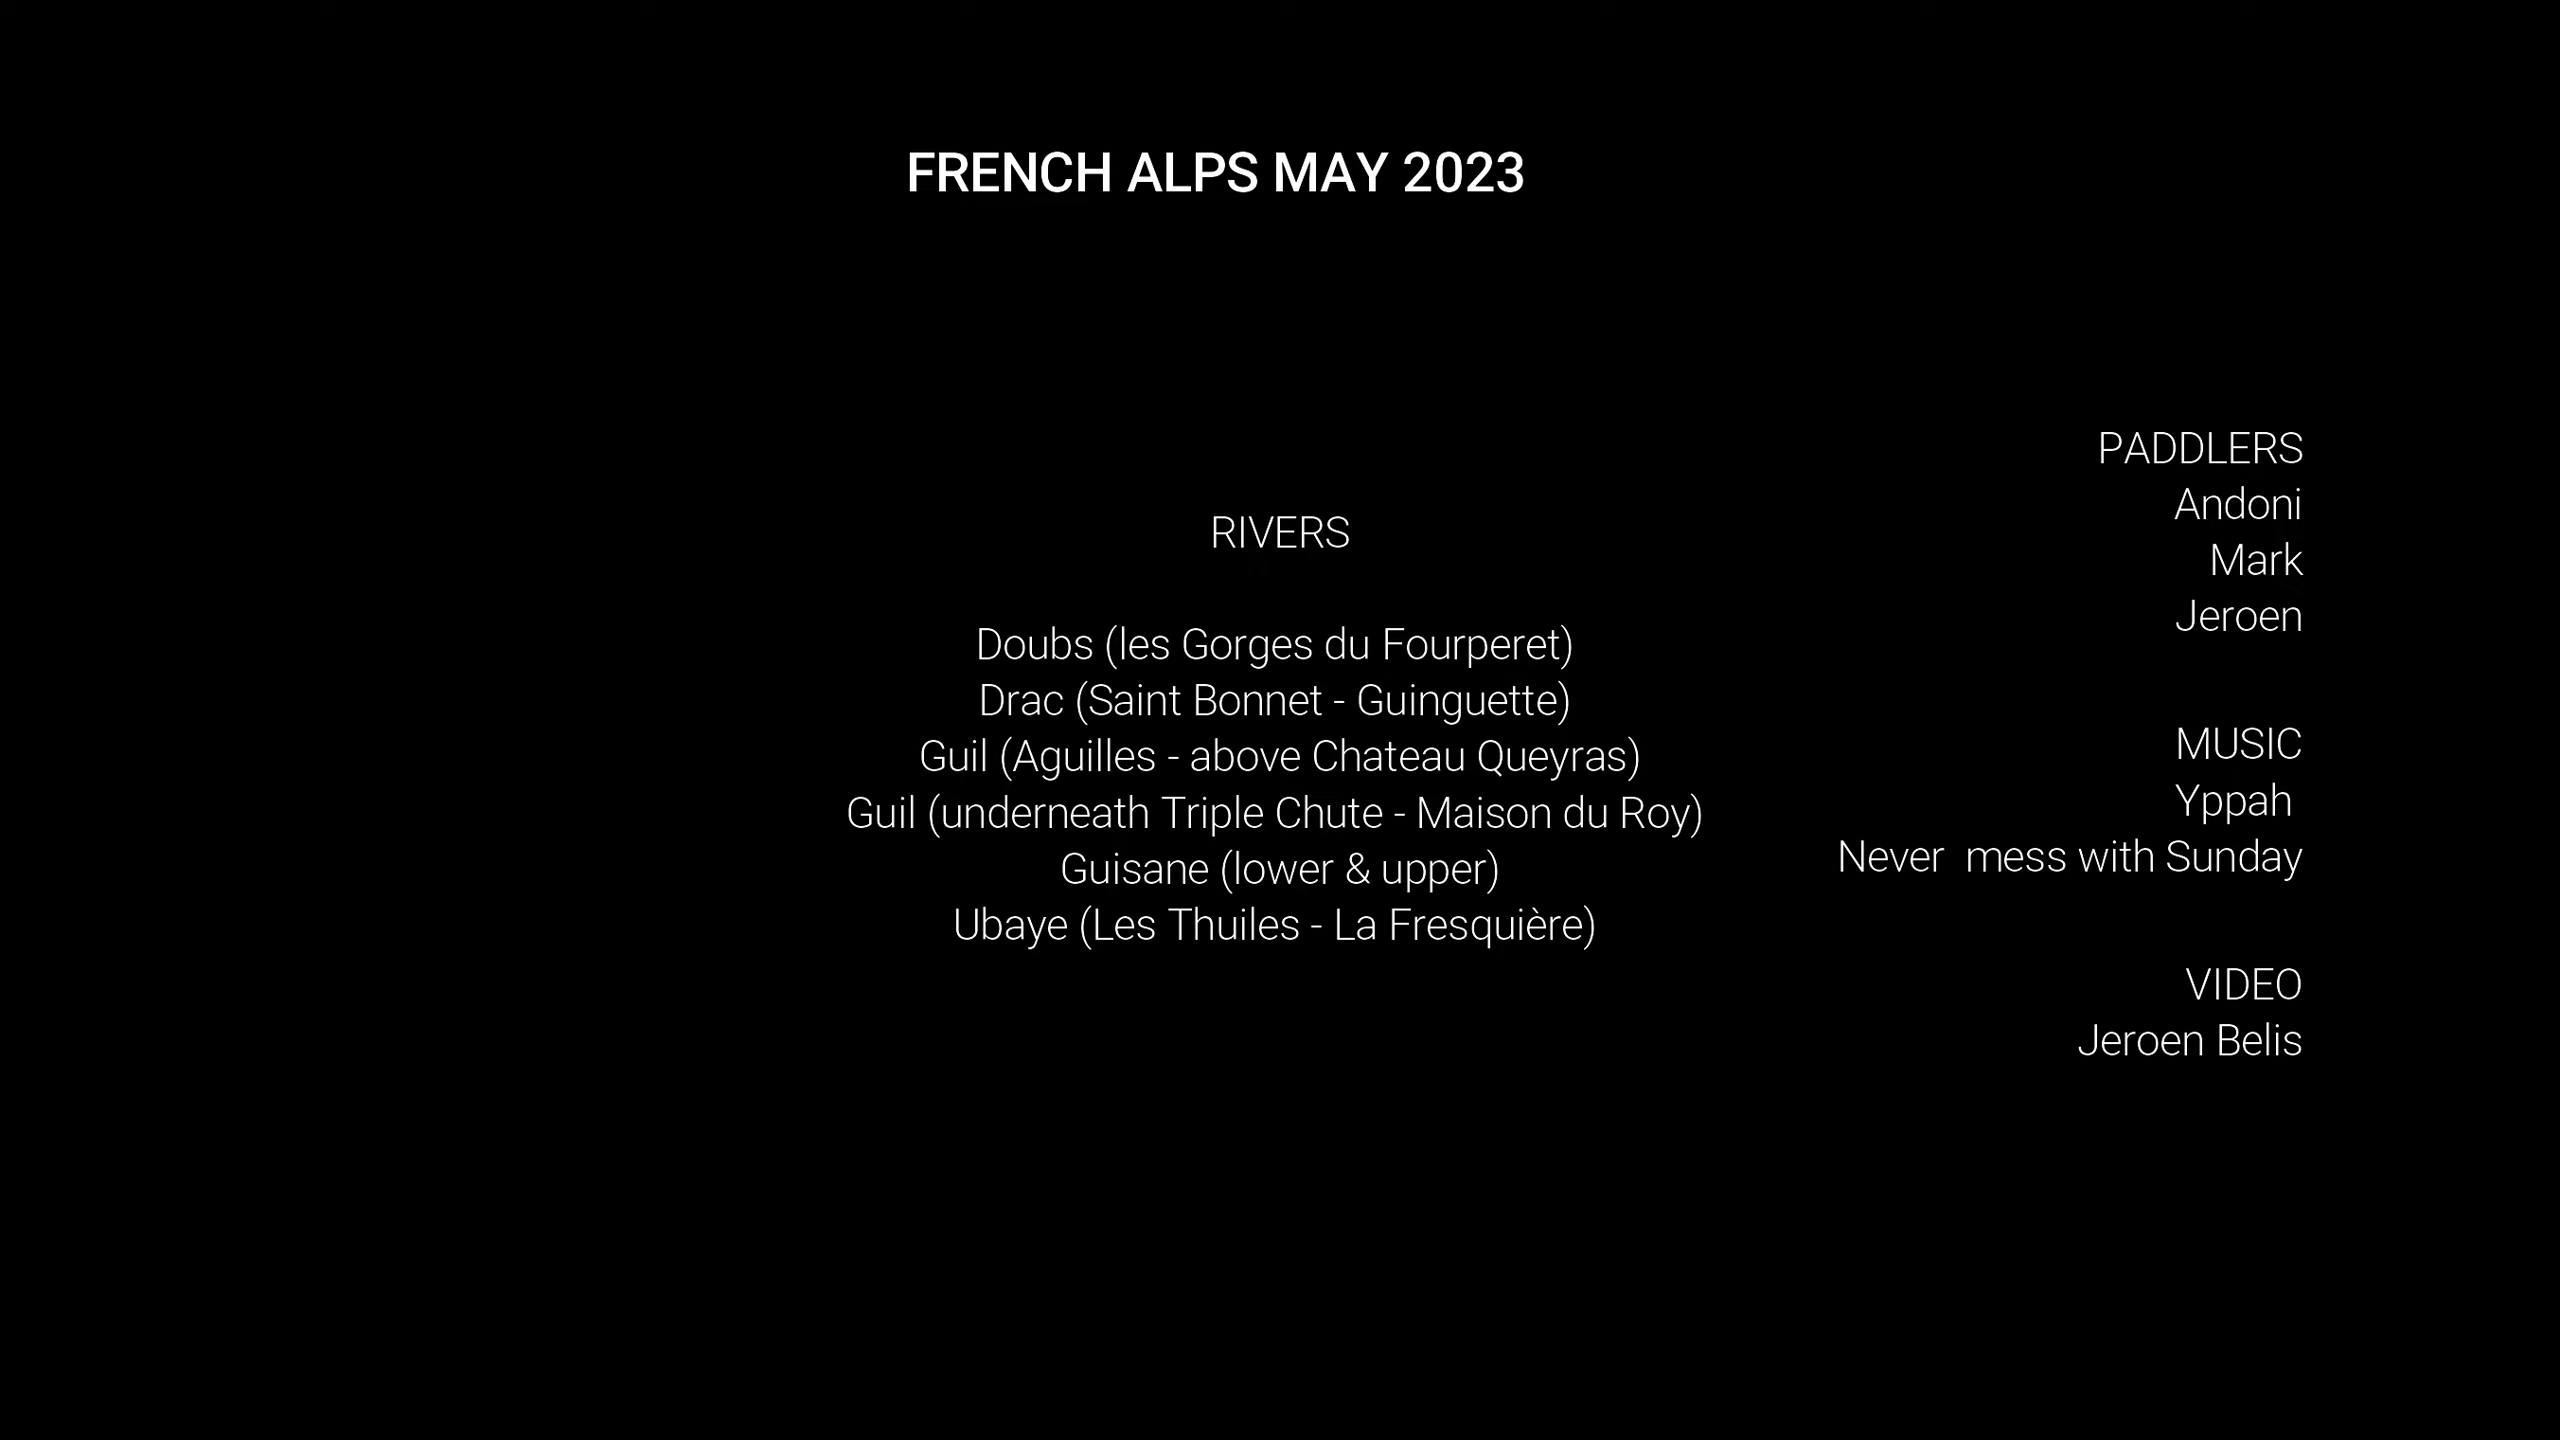 FRENCH ALPS MAY 2023
RIVERS
Doubs (les Gorges du Fourperet)
Drac (Saint Bonnet - Guinguette)
Guil (Aguilles - above Chateau Queyras)
Guil (underneath Triple Chute - Maison du Roy)
Guisane (lower & upper)
Ubaye (Les Thuiles - La Fresquière)
PADDLERS
Andoni
Mark
Jeroen
MUSIC
Yppah
Never  mess with Sunday
VIDEO
Jeroen Belis